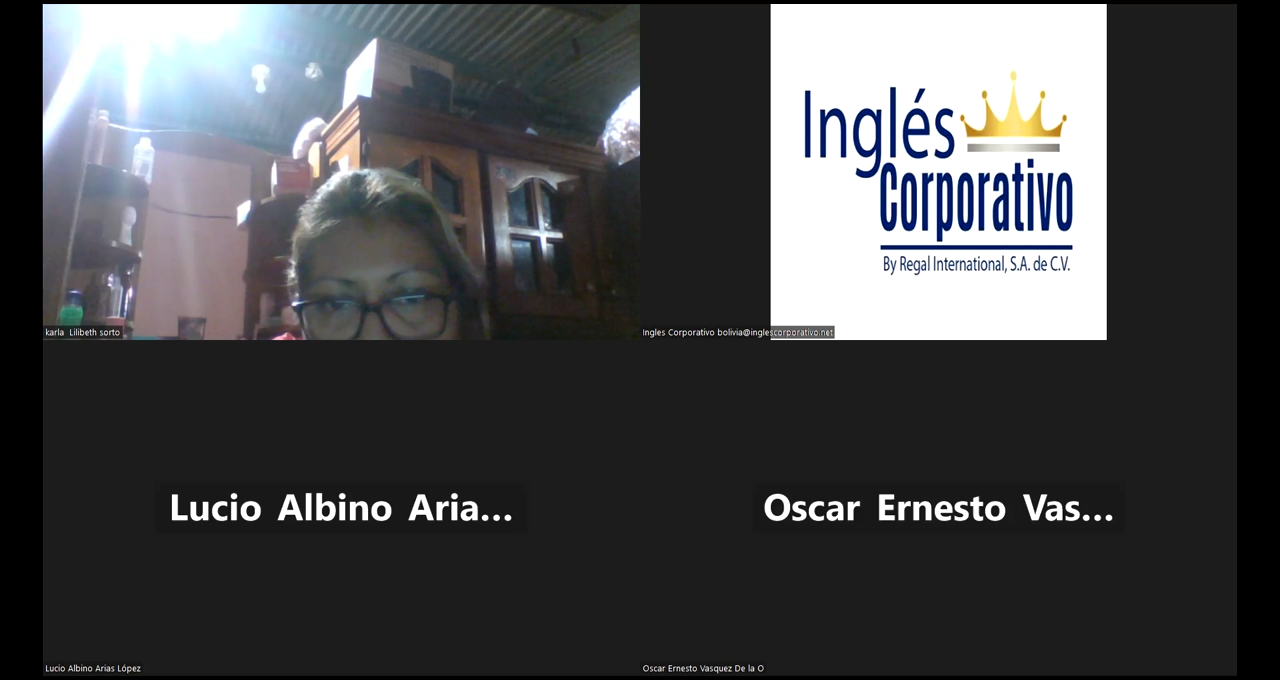 karla Lilibeth sorto
Inglés
Corporativo
By Regal International, S.A. de C.V.
Ingles Corporativo bolivia@inglescorporativo.net
Lucio Albino Aria...
Oscar Ernesto Vas...
Lucio Albino Arias López
Oscar Ernesto Vasquez De la O